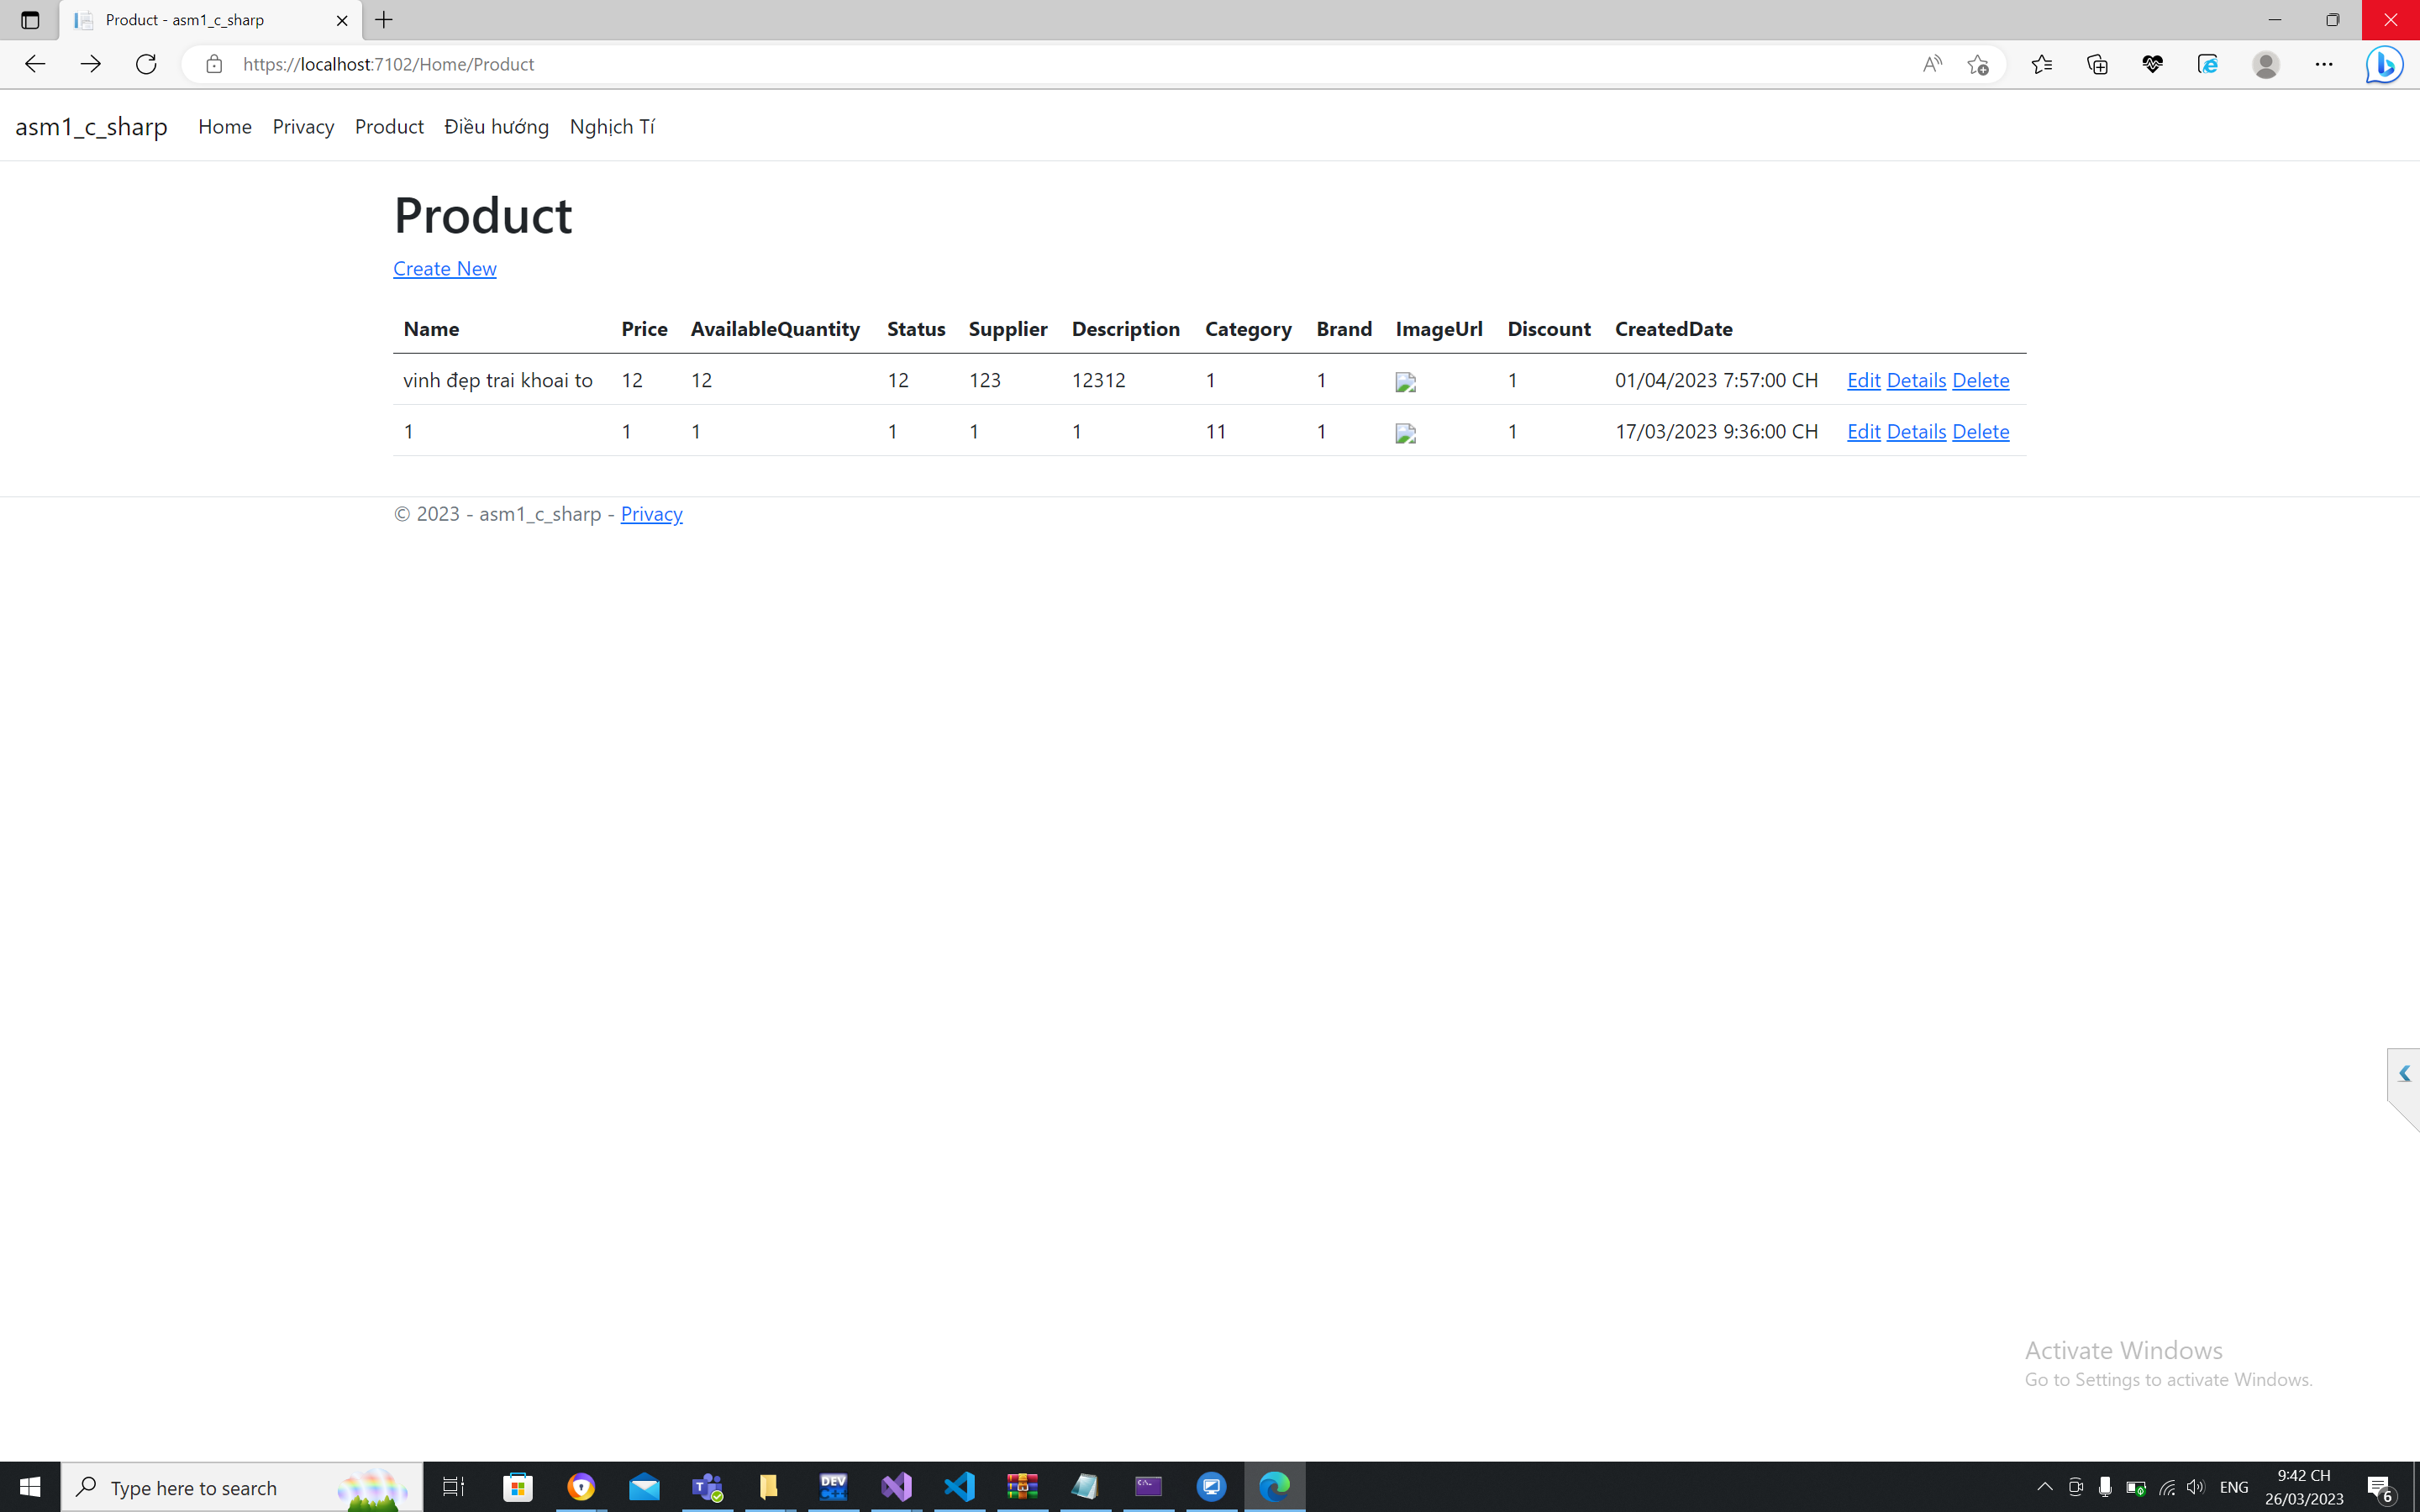 Product - asm1_c_sharp
https://localhost:7102/Home/Product
asm1_c_sharp Home Privacy Product Điều hướng Nghịch Tí
Product
Create New
Name Price AvailableQuantity Status Supplier Description Category Brand ImageUrl Discount CreatedDate
vinh đẹp trai khoai to 12 12 12 123 12312 1 1 1 01/04/2023 7:57:00 CH Edit Details Delete
1 1 1 1 1 1 11 1 1 17/03/2023 9:36:00 CH Edit Details Delete
© 2023 - asm1_c_sharp - Privacy
Activate Windows
Go to Settings to activate Windows.
Type here to search
DEV
ENG
9:42 CH
26/03/2023
6